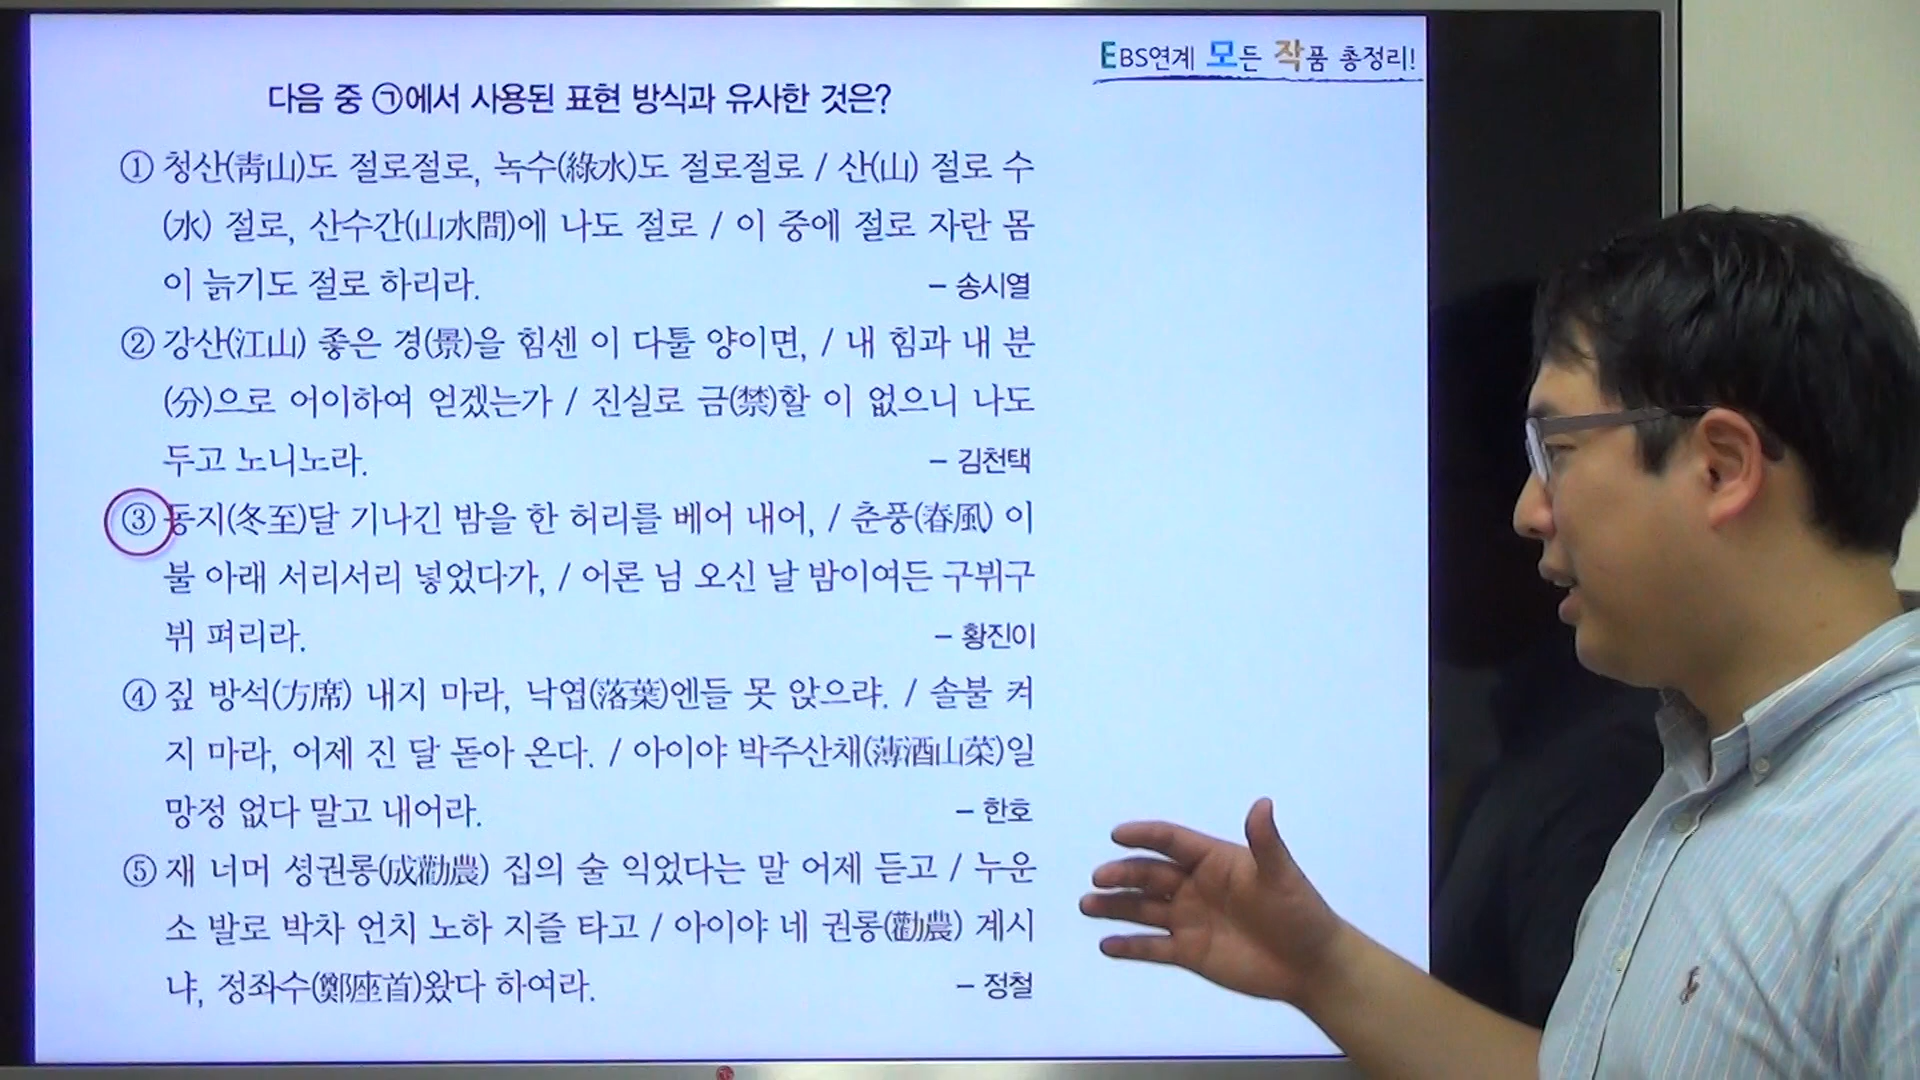 EBS연계 모든 작품 총정리!
다음 중 ㉠에서 사용된 표현 방식과 유사한 것은?
① 청산(靑山)도 절로절로, 녹수(綠水)도 절로절로 / 산(山) 절로 수
(水) 절로, 산수간(山水間)에 나도 절로 / 이 중에 절로 자란 몸
이 늙기도 절로 하리라. – 송시열
② 강산(江山) 좋은 경(景)을 힘센 이 다툴 양이면, / 내 힘과 내 분
(分)으로 어이하여 얻겠는가 / 진실로 금(禁)할 이 없으니 나도
두고 노니노라. – 김천택
③ 동지(冬至)달 기나긴 밤을 한 허리를 베어 내어, / 춘풍(春風) 이
불 아래 서리서리 넣었다가, / 어론 님 오신 날 밤이여든 구뷔구
뷔 펴리라. – 황진이
④ 짚 방석(方席) 내지 마라, 낙엽(落葉)엔들 못 앉으랴. / 솔불 켜
지 마라, 어제 진 달 돋아 온다. / 아이야 박주산채(薄酒山菜)일
망정 없다 말고 내어라. – 한호
⑤ 재 너머 셩권롱(成勸農) 집의 술 익었다는 말 어제 듣고 / 누운
소 발로 박차 언치 노하 지즐 타고 / 아이야 네 권롱(勸農) 계시
냐, 정좌수(鄭座首)왔다 하여라. – 정철